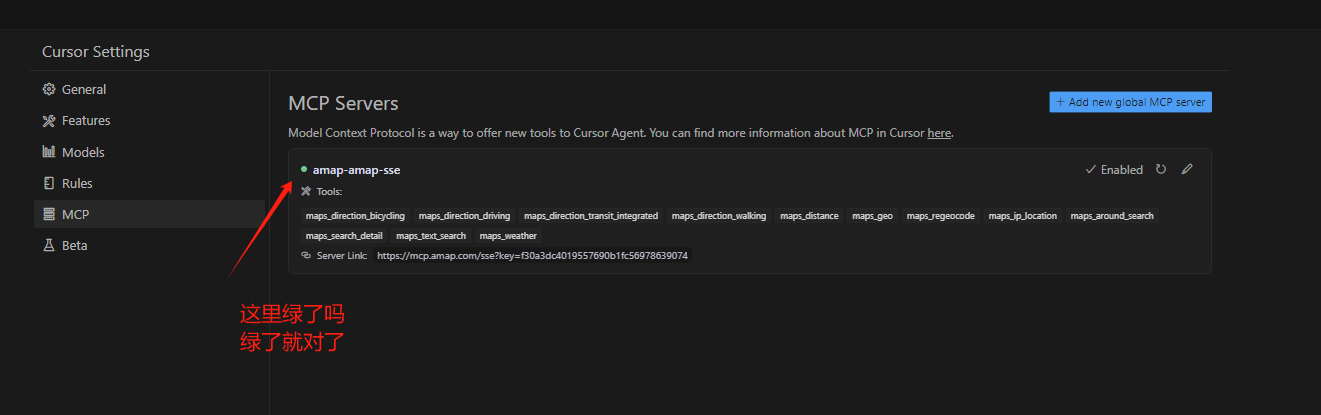 Cursor Settings
General
Features
Models
Rules
MCP
Beta
MCP Servers
+ Add new global MCP server
Model Context Protocol is a way to offer new tools to Cursor Agent. You can find more information about MCP in Cursor here.
amap-amap-sse
Enabled
Tools:
maps_direction_bicycling maps_direction_driving maps_direction_transit_integrated maps_direction_walking maps_distance maps_geo maps_regeocode maps_ip_location maps_around_search
maps_search_detail maps_text_search maps_weather
Server Link: https://mcp.amap.com/sse?key=f30a3dc4019557690b1fc56978639074
这里绿了吗
绿了就对了